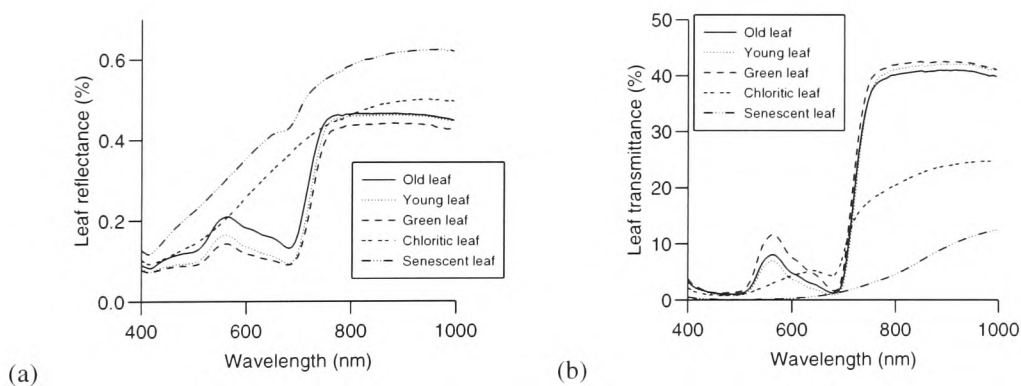 Leaf reflectance (%)
0.6
0.4
0.2
0.0
400
600
800
1000
Wavelength (nm)
Old leaf
Young leaf
Green leaf
Chloritic leaf
Senescent leaf
(a)
Leaf transmittance (%)
50
40
30
20
10
0
400
600
800
1000
Wavelength (nm)
Old leaf
Young leaf
Green leaf
Chloritic leaf
Senescent leaf
(b)